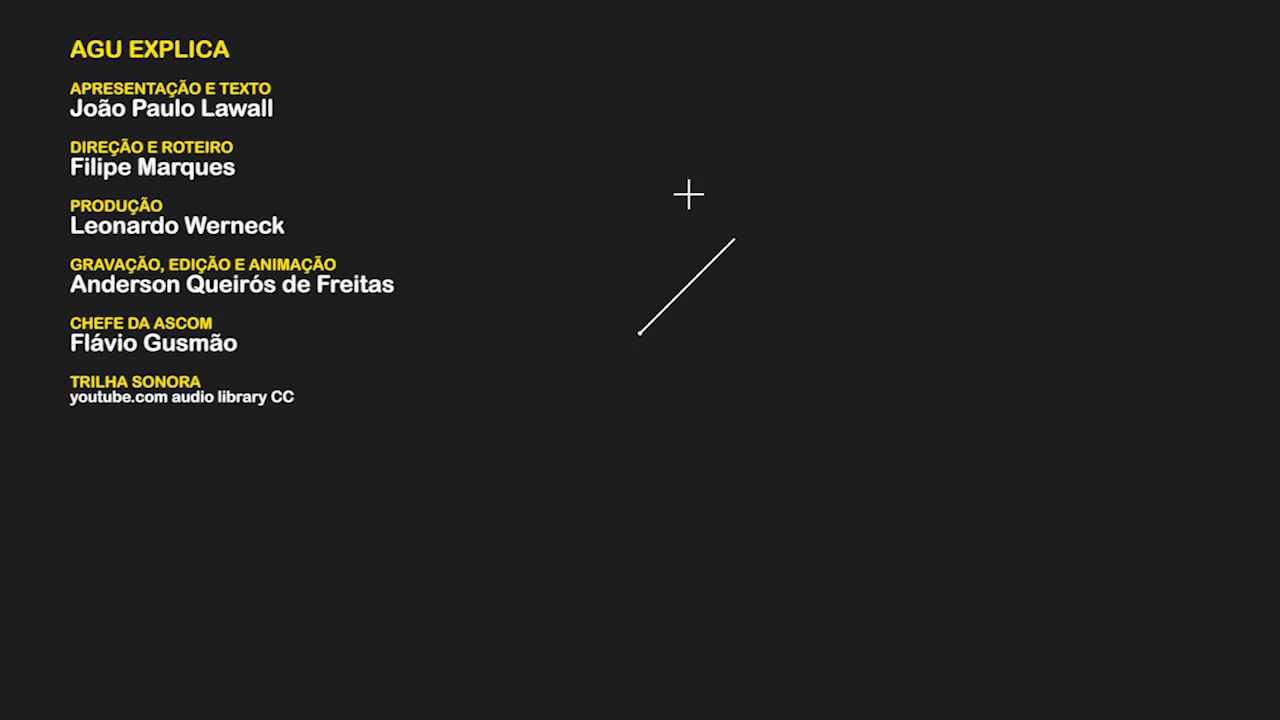 AGU EXPLICA
APRESENTAÇÃO E TEXTO
João Paulo Lawall
DIREÇÃO E ROTEIRO
Filipe Marques
PRODUÇÃO
Leonardo Werneck
GRAVAÇÃO, EDIÇÃO E ANIMAÇÃO
Anderson Queirós de Freitas
CHEFE DA ASCOM
Flávio Gusmão
TRILHA SONORA
youtube.com audio library CC